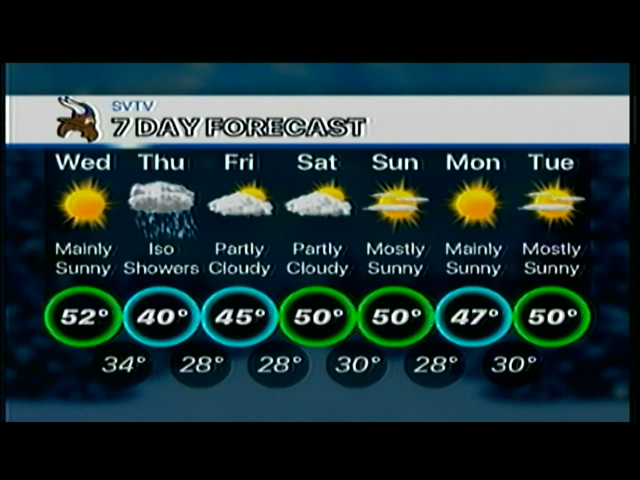 SVTV
7 DAY FORECAST
Wed Thu Fri Sat Sun Mon Tue
Mainly Iso Partly Partly Mostly Mainly Mostly
Sunny Showers Cloudy Cloudy Sunny Sunny Sunny
52° 40° 45° 50° 50° 47° 50°
34° 28° 28° 30° 28° 30°